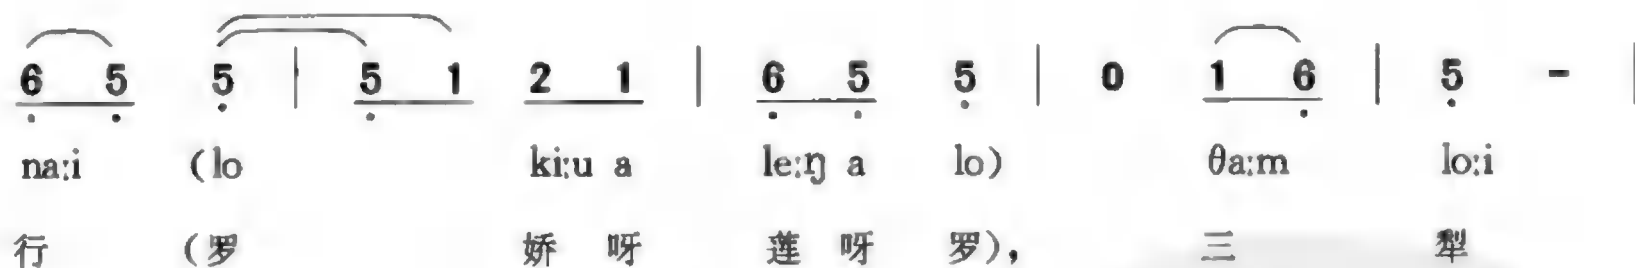 6 5 5 | 5 1 2 1 | 6 5 5 | 0 1 6 | 5 - |
na:i (lo ki:u a le:ŋ a lo) θa:m lo:i
行 (罗 娇 呀 莲 呀 罗), 三 犁